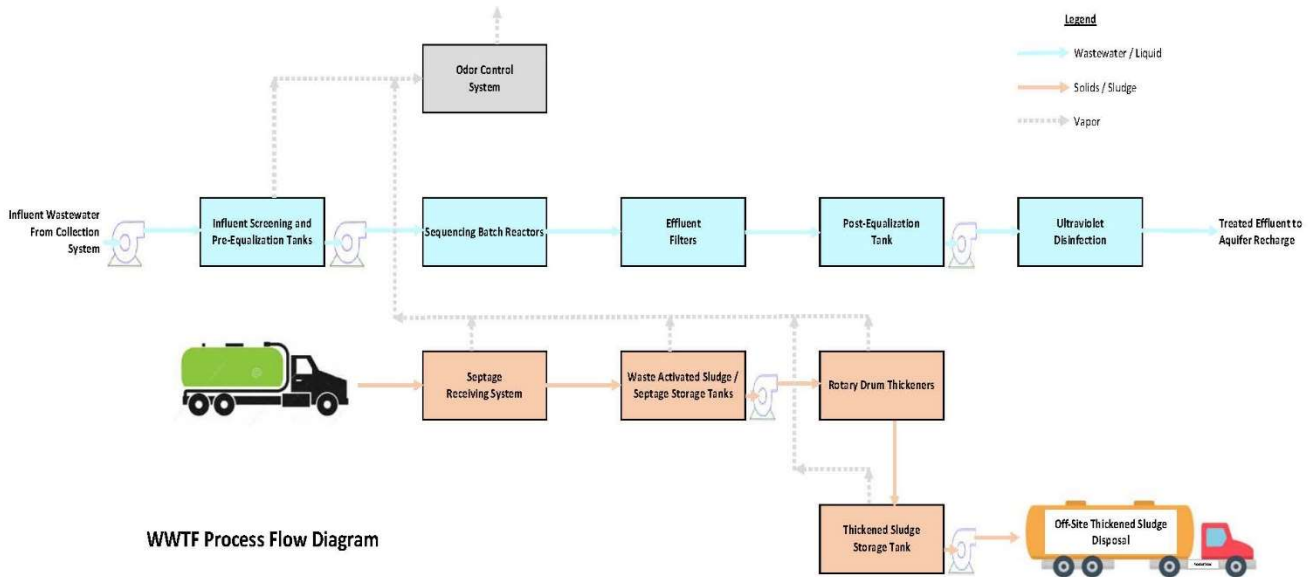 Legend
Wastewater / Liquid
Solids / Sludge
Vapor
Odor Control
System
Influent Wastewater
From Collection
System
Influent Screening and
Pre-Equalization Tanks
Sequencing Batch Reactors
Effluent
Filters
Post-Equalization
Tank
Ultraviolet
Disinfection
Treated Effluent to
Aquifer Recharge
Septage
Receiving System
Waste Activated Sludge /
Septage Storage Tanks
Rotary Drum Thickeners
Thickened Sludge
Storage Tank
Off-Site Thickened Sludge
Disposal
WWTF Process Flow Diagram